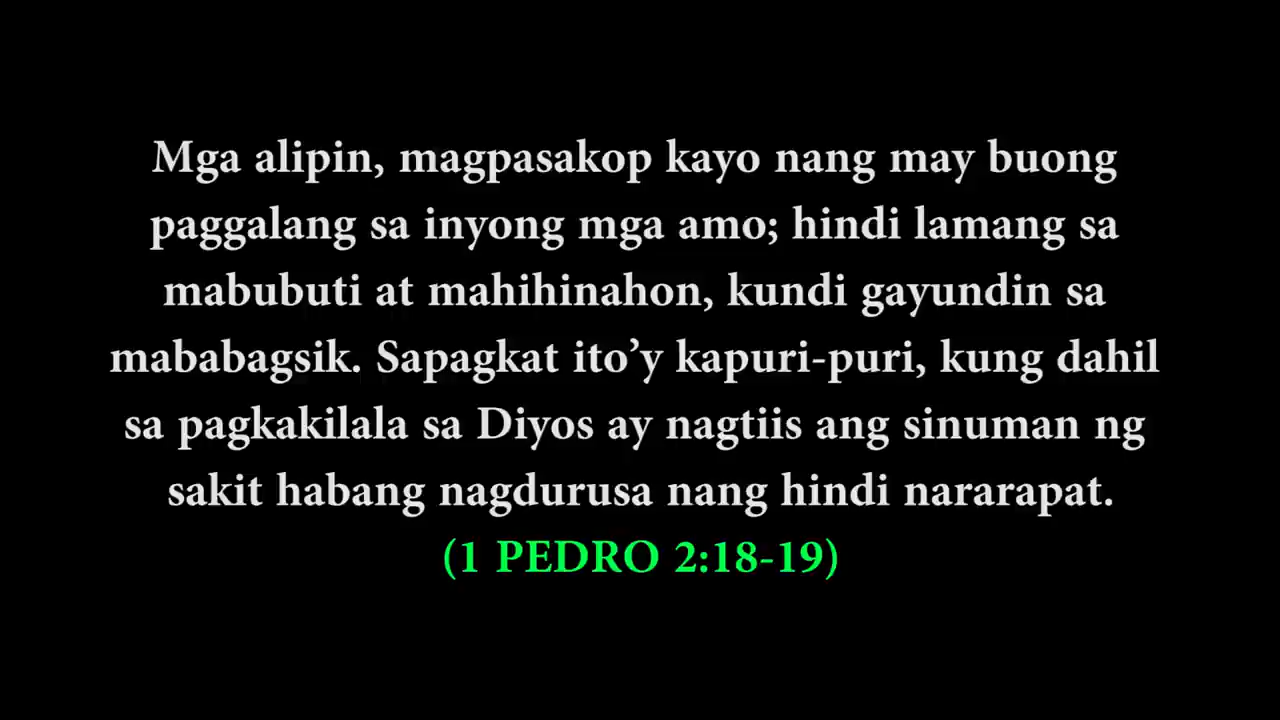 Mga alipin, magpasakop kayo nang may buong
paggalang sa inyong mga amo; hindi lamang sa
mabubuti at mahihinahon, kundi gayundin sa
mababagsik. Sapagkat ito’y kapuri-puri, kung dahil
sa pagkakilala sa Diyos ay nagtiis ang sinuman ng
sakit habang nagdurusa nang hindi nararapat.
(1 PEDRO 2:18-19)